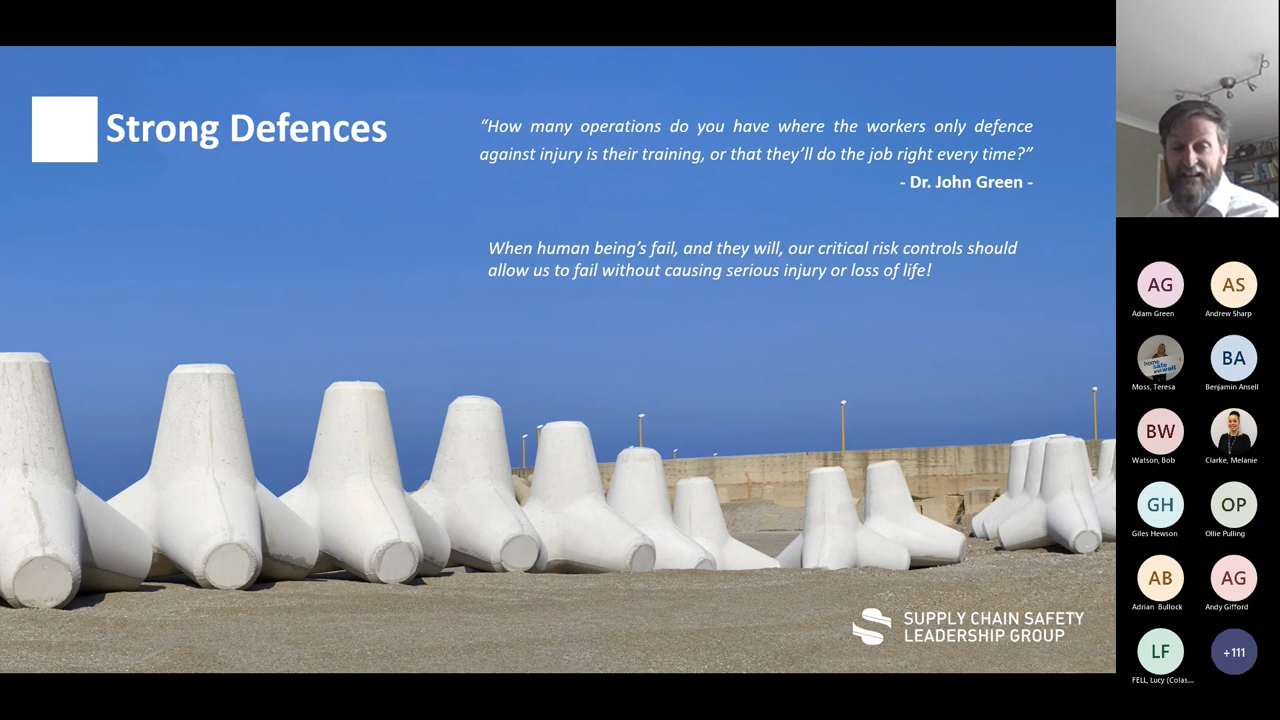 Strong Defences
“How many operations do you have where the workers only defence
against injury is their training, or that they’ll do the job right every time?”
- Dr. John Green -
When human being’s fail, and they will, our critical risk controls should
allow us to fail without causing serious injury or loss of life!
SUPPLY CHAIN SAFETY
LEADERSHIP GROUP
AG
AS
Adam Green
Andrew Sharp
home
safe
and well
BA
Moss, Teresa
Benjamin Ansell
BW
Watson, Bob
Clarke, Melanie
GH
OP
Giles Hewson
Ollie Pulling
AB
AG
Adrian Bullock
Andy Gifford
LF
+111
FELL, Lucy (Colas...